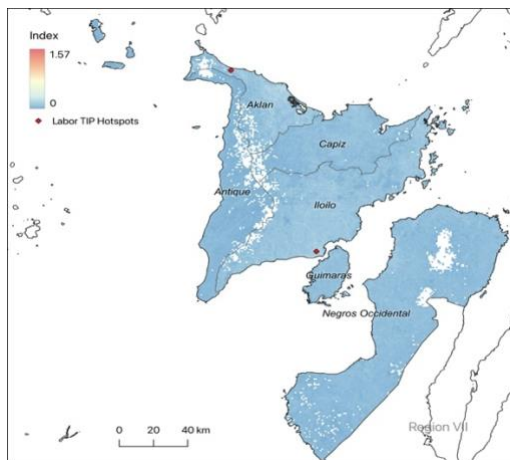 Index
1.57
0
Labor TIP Hotspots
Aklan
Capiz
Antique
Iloilo
Guimaras
Negros Occidental
Region VII
0 20 40 km